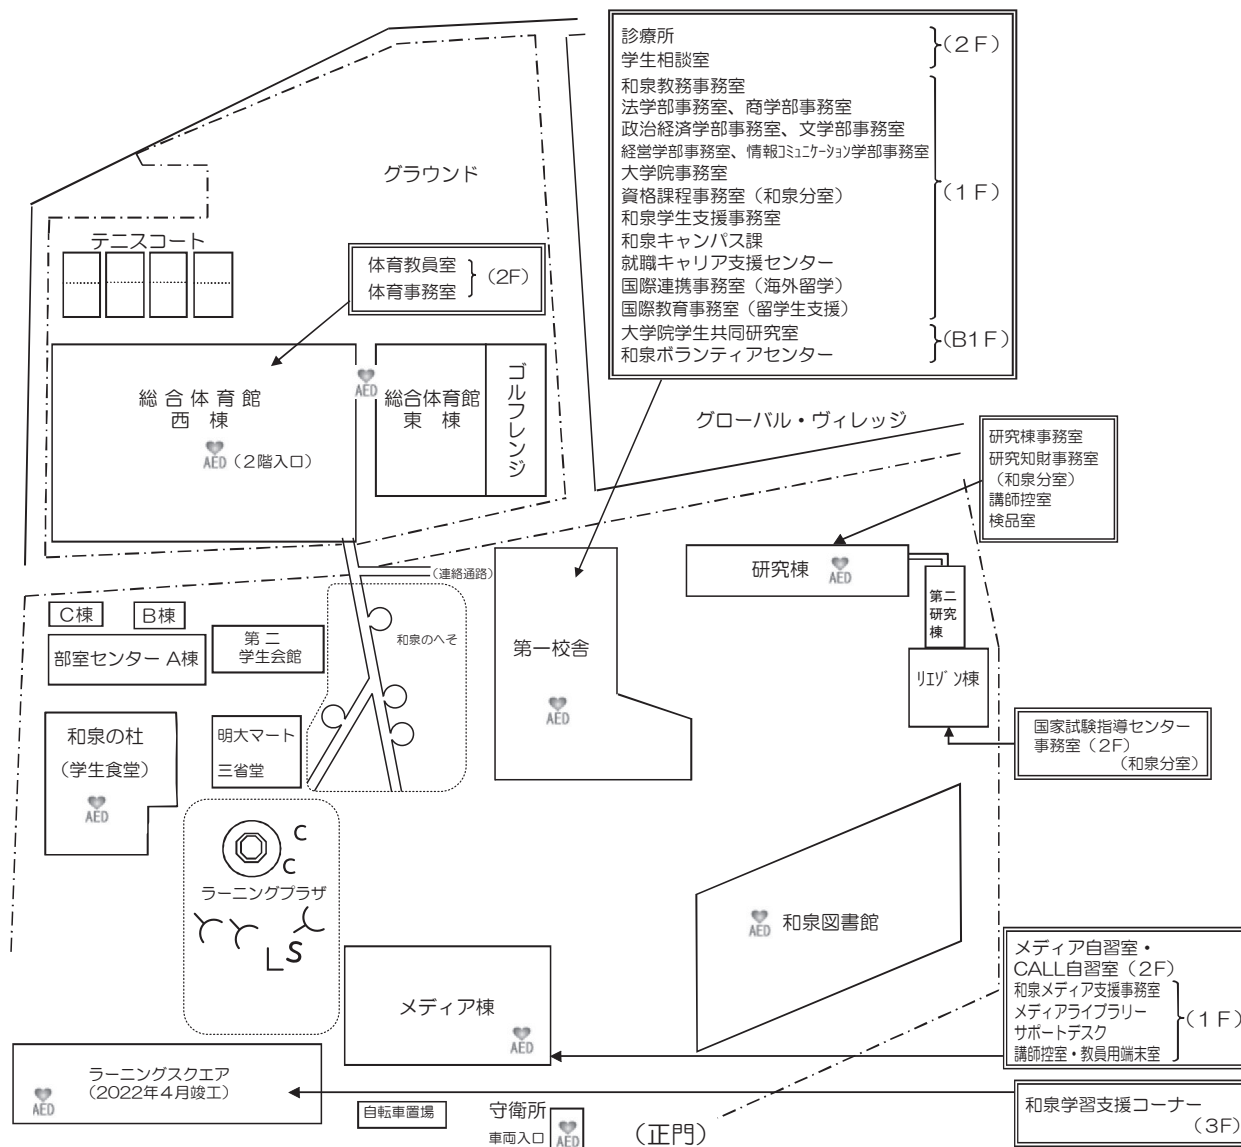 診療所
学生相談室
(2F)
和泉教務事務室
法学部事務室、商学部事務室
政治経済学部事務室、文学部事務室
経営学部事務室、情報ｺﾐｭﾆｹｰｼｮﾝ学部事務室
大学院事務室
資格課程事務室（和泉分室）
和泉学生支援事務室
和泉キャンパス課
就職キャリア支援センター
国際連携事務室（海外留学）
国際教育事務室（留学生支援）
(1F)
大学院学生共同研究室
和泉ボランティアセンター
(B1F)
グラウンド
テニスコート
体育教員室
体育事務室
(2F)
総合体育館
西棟
AED（2階入口）
AED
総合体育館
東棟
ゴルフレンジ
グローバル・ヴィレッジ
研究棟事務室
研究知財事務室
（和泉分室）
講師控室
検品室
研究棟
AED
第二
研究
棟
ﾘｴｿﾞﾝ棟
国家試験指導センター
事務室（2F）
（和泉分室）
（連絡通路）
和泉のへそ
第一校舎
AED
C棟
B棟
部室センター A棟
第二
学生会館
和泉の杜
（学生食堂）
AED
明大マート
三省堂
C
C
ラーニングプラザ
L
S
和泉図書館
AED
メディア棟
AED
メディア自習室・
CALL自習室（2F）
和泉メディア支援事務室
メディアライブラリー
サポートデスク
講師控室・教員用端末室
(1F)
ラーニングスクエア
（2022年4月竣工）
AED
和泉学習支援コーナー
（3F）
自転車置場
守衛所
車両入口
AED
（正門）